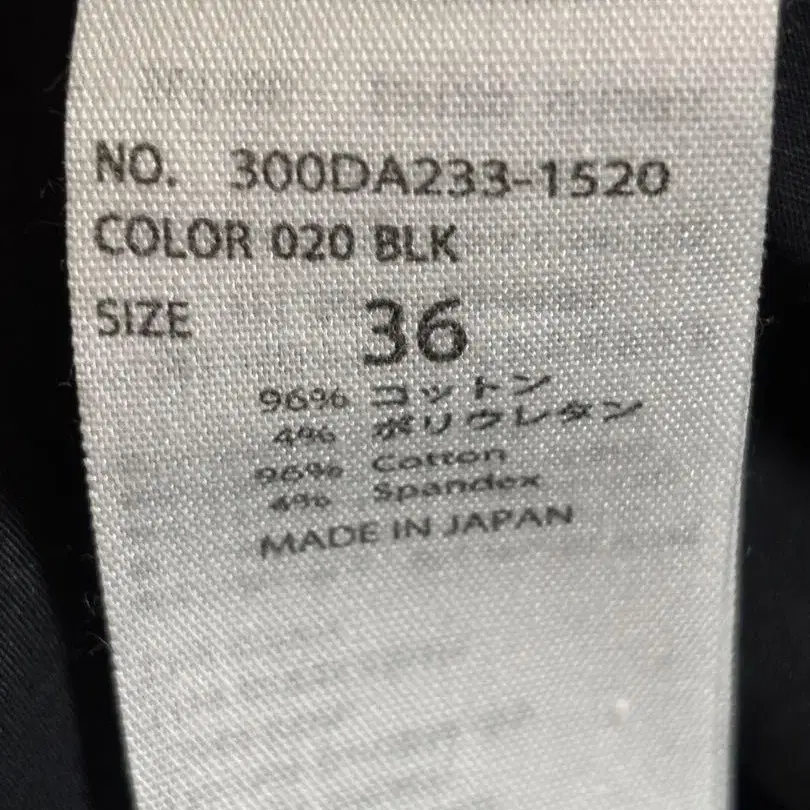 NO. 300DA233-1520
COLOR 020 BLK
SIZE 36
96% コットン
4% ポリウレタン
96% Cotton
4% Spandex
MADE IN JAPAN